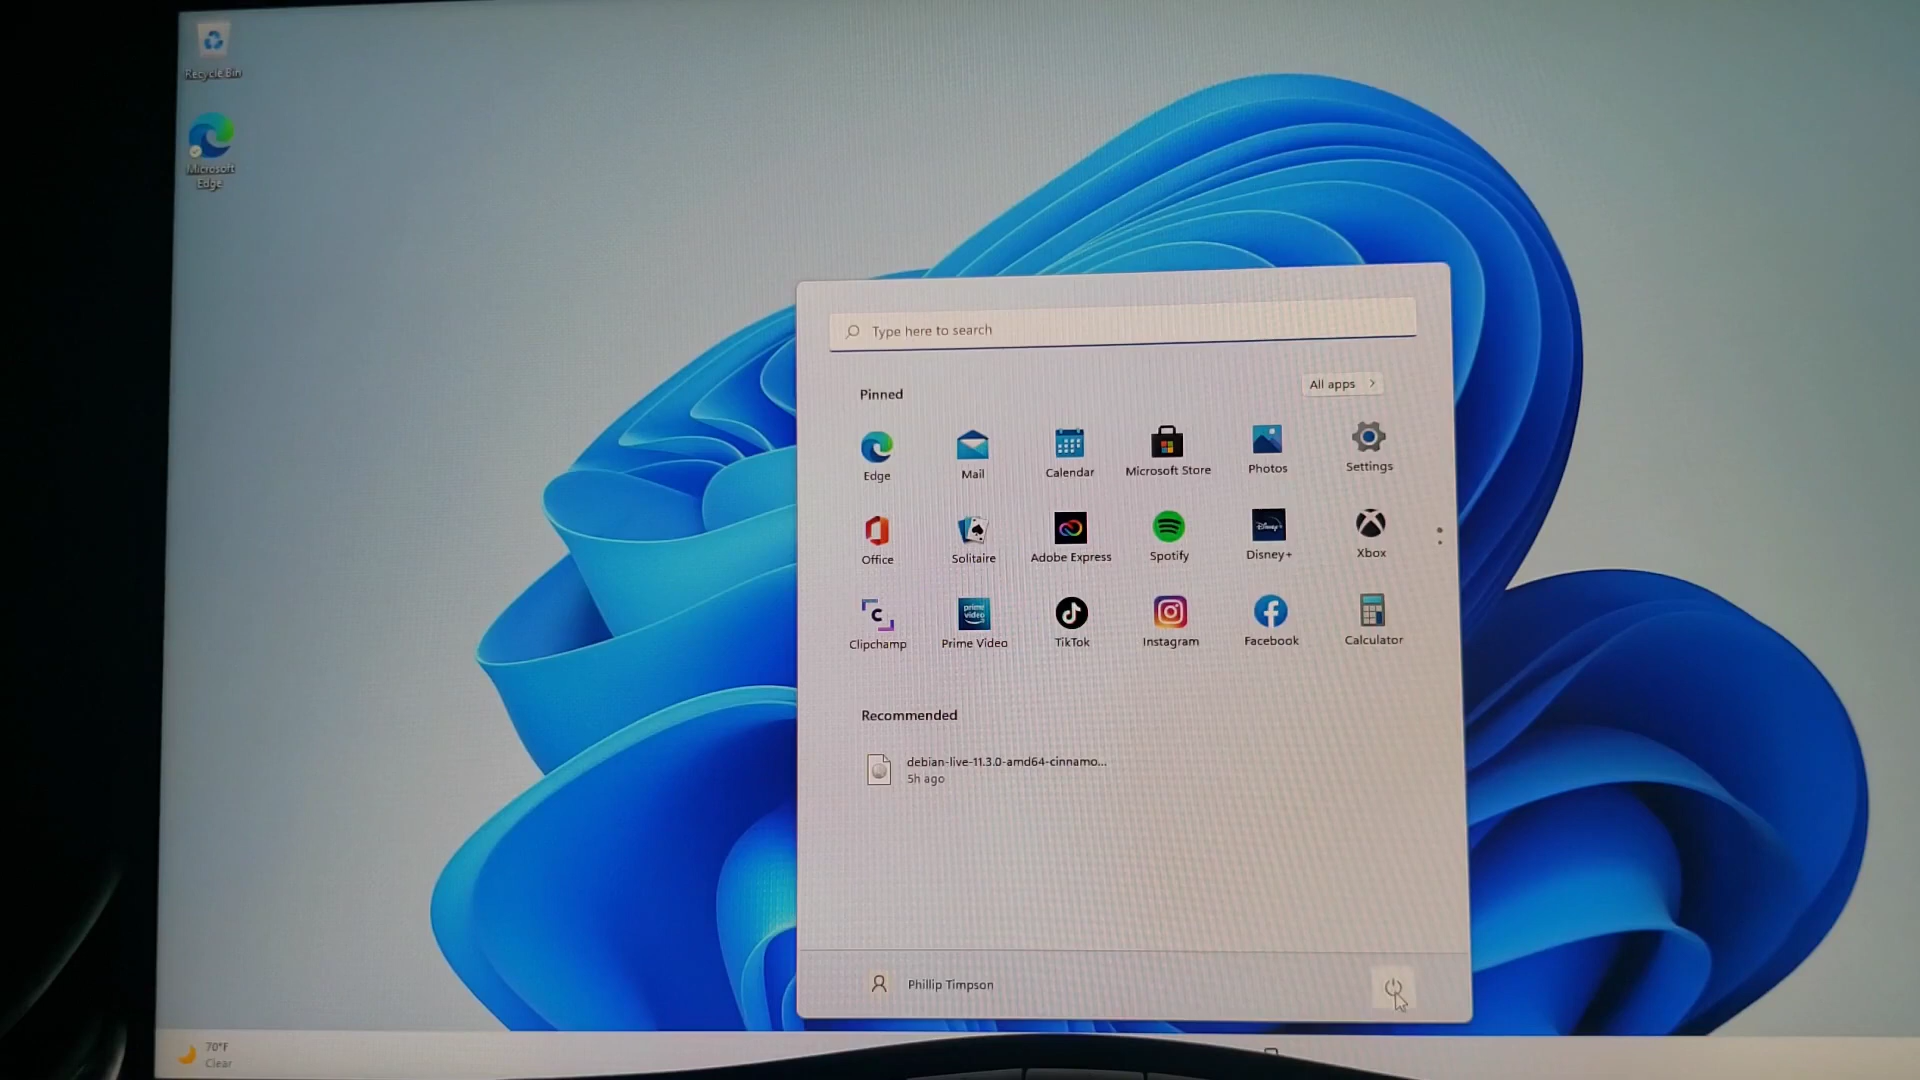 Recycle Bin
Microsoft
Edge
Type here to search
Pinned
All apps
Edge
Mail
Calendar
Microsoft Store
Photos
Settings
Office
Solitaire
Adobe Express
Spotify
Disney+
Xbox
Clipchamp
prime video
Prime Video
TikTok
Instagram
Facebook
Calculator
Recommended
debian-live-11.3.0-amd64-cinnamo...
5h ago
Phillip Timpson
70°F
Clear